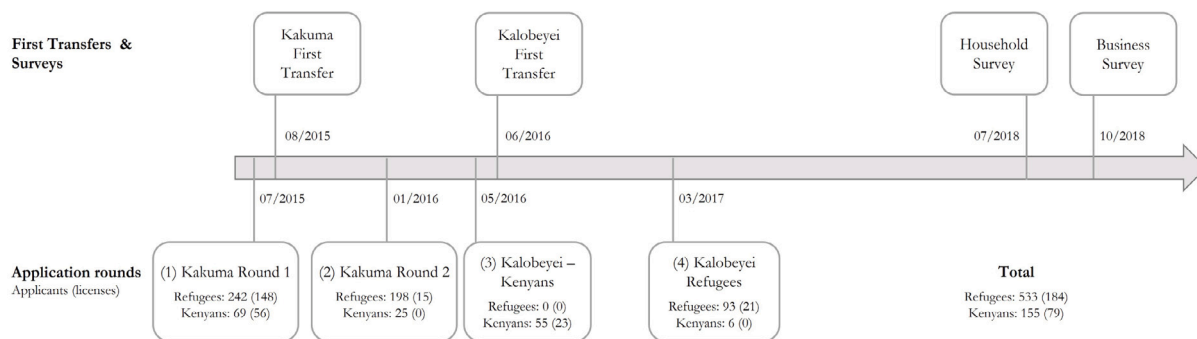 First Transfers &
Surveys
Kakuma
First
Transfer
Kalobeyei
First
Transfer
Household
Survey
Business
Survey
08/2015
06/2016
07/2018
10/2018
07/2015
01/2016
05/2016
03/2017
Application rounds
Applicants (licenses)
(1) Kakuma Round 1
Refugees: 242 (148)
Kenyans: 69 (56)
(2) Kakuma Round 2
Refugees: 198 (15)
Kenyans: 25 (0)
(3) Kalobeyei –
Kenyans
Refugees: 0 (0)
Kenyans: 55 (23)
(4) Kalobeyei
Refugees
Refugees: 93 (21)
Kenyans: 6 (0)
Total
Refugees: 533 (184)
Kenyans: 155 (79)